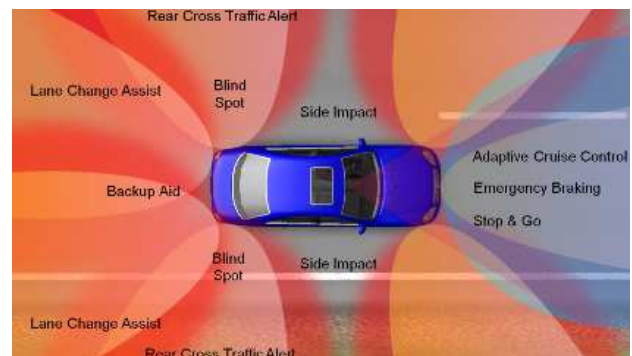 Rear Cross Traffic Alert
Lane Change Assist
Blind
Spot
Side Impact
Adaptive Cruise Control
Backup Aid
Emergency Braking
Stop & Go
Blind
Spot
Side Impact
Lane Change Assist
Rear Cross Traffic Alert